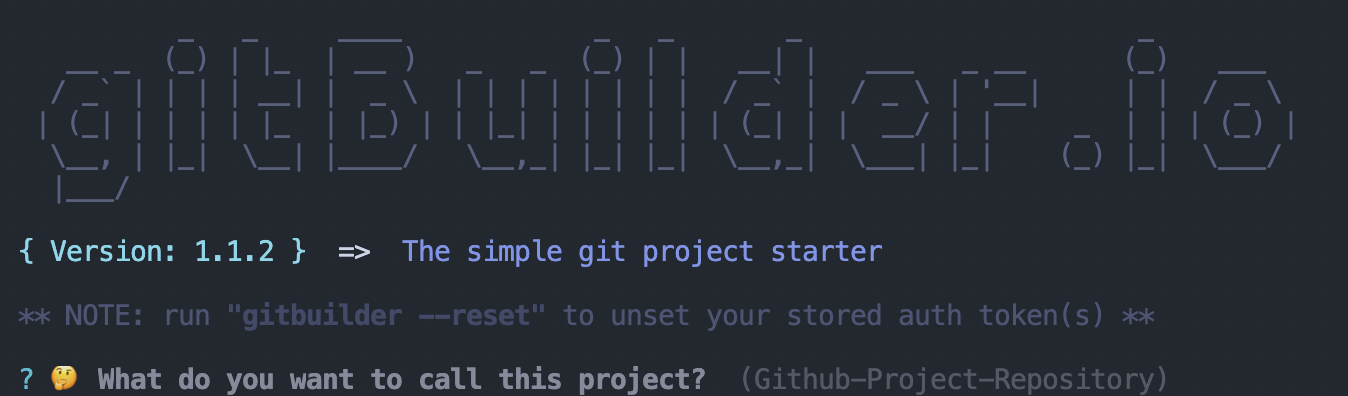 gitBuilder.io
{ Version: 1.1.2 } => The simple git project starter
** NOTE: run "gitbuilder --reset" to unset your stored auth token(s) **
? 🤔 What do you want to call this project? (Github-Project-Repository)